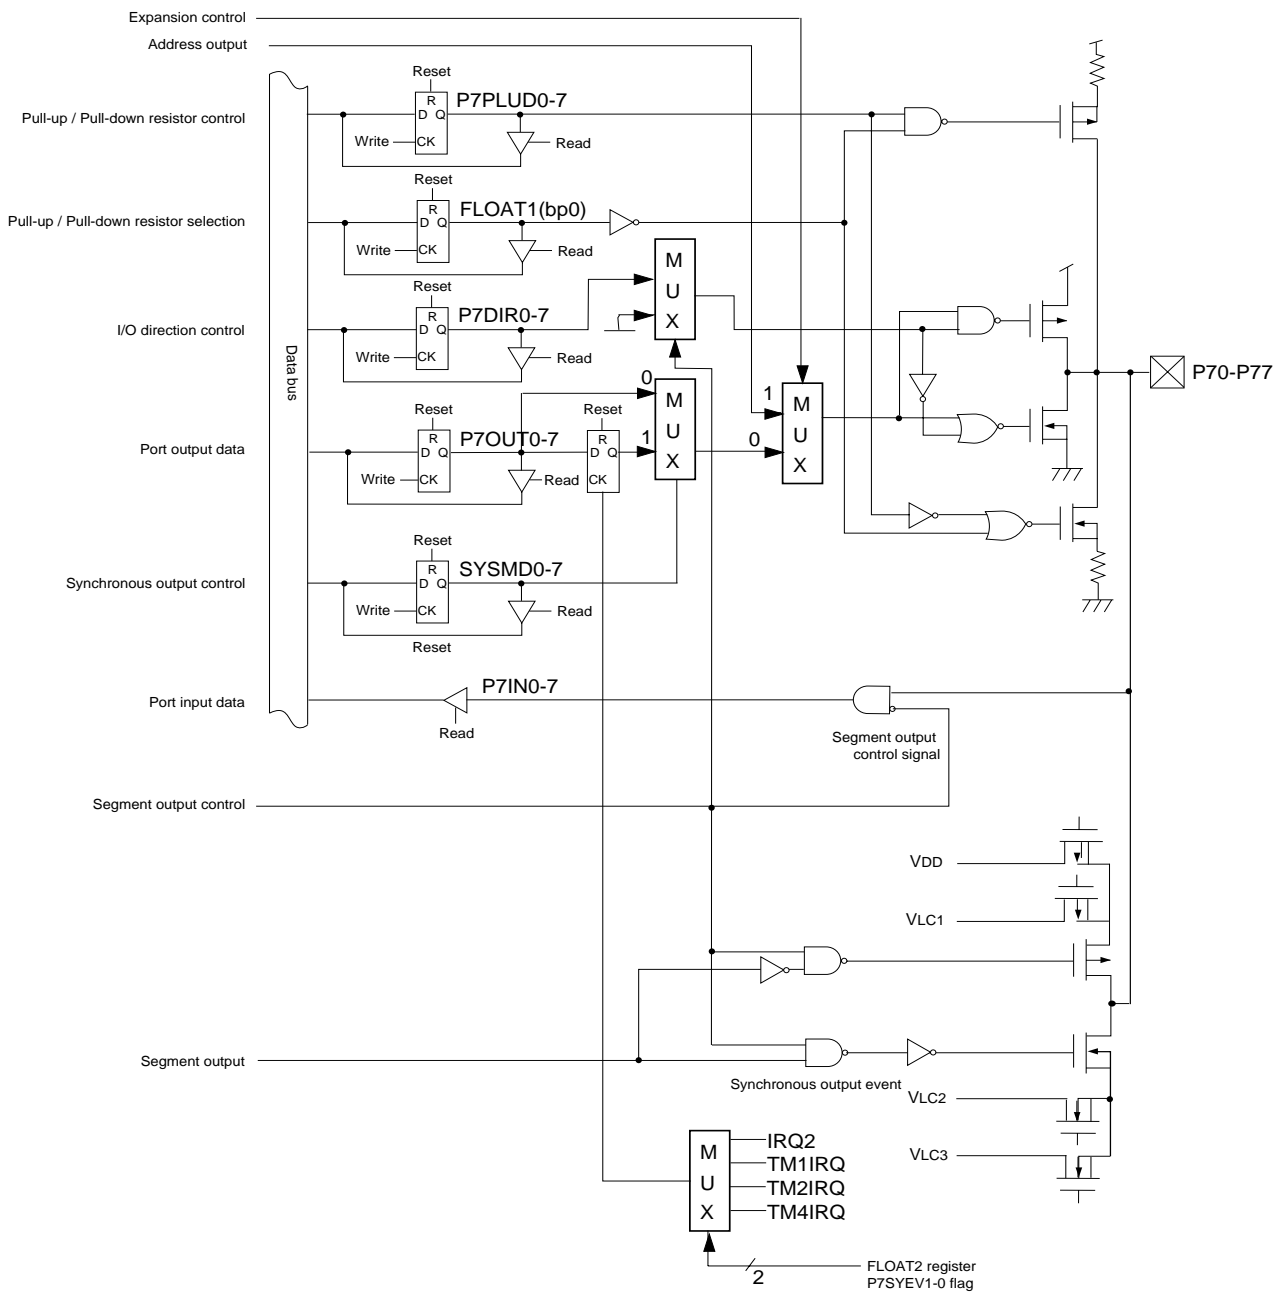 Expansion control
Address output
Reset
Pull-up / Pull-down resistor control
R
D Q
CK
P7PLUD0-7
Write
Read
Reset
Pull-up / Pull-down resistor selection
R
D Q
CK
FLOAT1(bp0)
Write
Read
MUX
Reset
I/O direction control
R
D Q
CK
P7DIR0-7
Write
Read
Data bus
P70-P77
0
1
MUX
1
0
MUX
Reset
Port output data
R
D Q
CK
P7OUT0-7
Write
Read
Reset
R
D Q
CK
Reset
Synchronous output control
R
D Q
CK
SYSMD0-7
Write
Read
Reset
Port input data
P7IN0-7
Read
Segment output
control signal
Segment output control
VDD
VLC1
Segment output
Synchronous output event
VLC2
VLC3
MUX
IRQ2
TM1IRQ
TM2IRQ
TM4IRQ
2
FLOAT2 register
P7SYEV1-0 flag